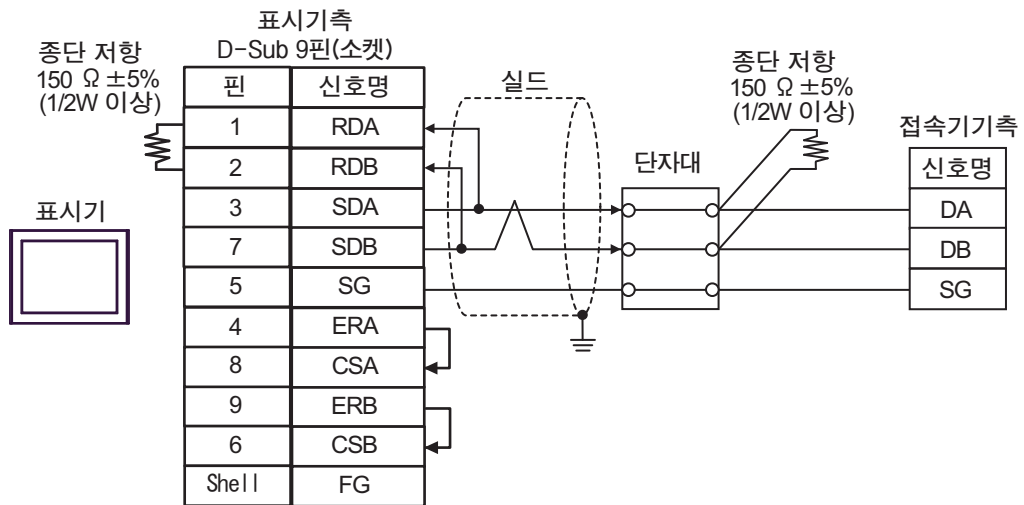 표시기측
D-Sub 9핀(소켓)
종단 저항
150 Ω ±5%
(1/2W 이상)
핀 신호명
1 RDA
2 RDB
3 SDA
7 SDB
5 SG
4 ERA
8 CSA
9 ERB
6 CSB
Shell FG
표시기
실드
단자대
종단 저항
150 Ω ±5%
(1/2W 이상)
접속기기측
신호명
DA
DB
SG